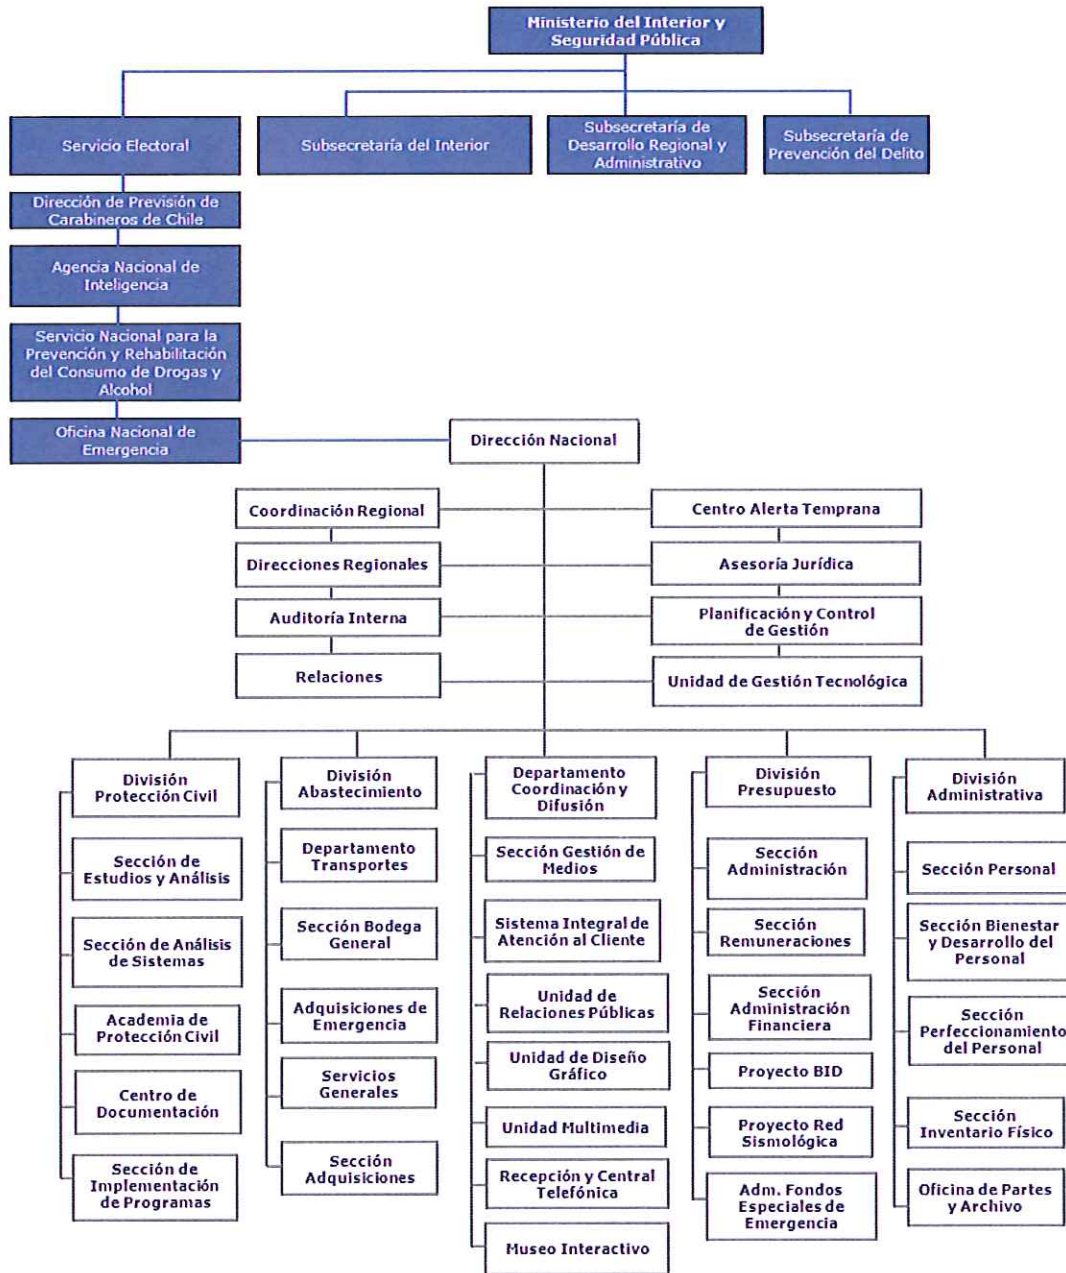 Ministerio del Interior y
Seguridad Pública
Servicio Electoral
Subsecretaría del Interior
Subsecretaría de
Desarrollo Regional y
Administrativo
Subsecretaría de
Prevención del Delito
Dirección de Previsión de
Carabineros de Chile
Agencia Nacional de
Inteligencia
Servicio Nacional para la
Prevención y Rehabilitación
del Consumo de Drogas y
Alcohol
Oficina Nacional de
Emergencia
Dirección Nacional
Coordinación Regional
Centro Alerta Temprana
Direcciones Regionales
Asesoría Jurídica
Auditoría Interna
Planificación y Control
de Gestión
Relaciones
Unidad de Gestión Tecnológica
División
Protección Civil
Sección de
Estudios y Análisis
Sección de Análisis
de Sistemas
Academia de
Protección Civil
Centro de
Documentación
Sección de
Implementación
de Programas
División
Abastecimiento
Departamento
Transportes
Sección Bodega
General
Adquisiciones de
Emergencia
Servicios
Generales
Sección
Adquisiciones
Departamento
Coordinación y
Difusión
Sección Gestión de
Medios
Sistema Integral de
Atención al Cliente
Unidad de
Relaciones Públicas
Unidad de Diseño
Gráfico
Unidad Multimedia
Recepción y Central
Telefónica
Museo Interactivo
División
Presupuesto
Sección
Administración
Sección
Remuneraciones
Sección
Administración
Financiera
Proyecto BID
Proyecto Red
Sismológica
Adm. Fondos
Especiales de
Emergencia
División
Administrativa
Sección Personal
Sección Bienestar
y Desarrollo del
Personal
Sección
Perfeccionamiento
del Personal
Sección
Inventario Físico
Oficina de Partes
y Archivo